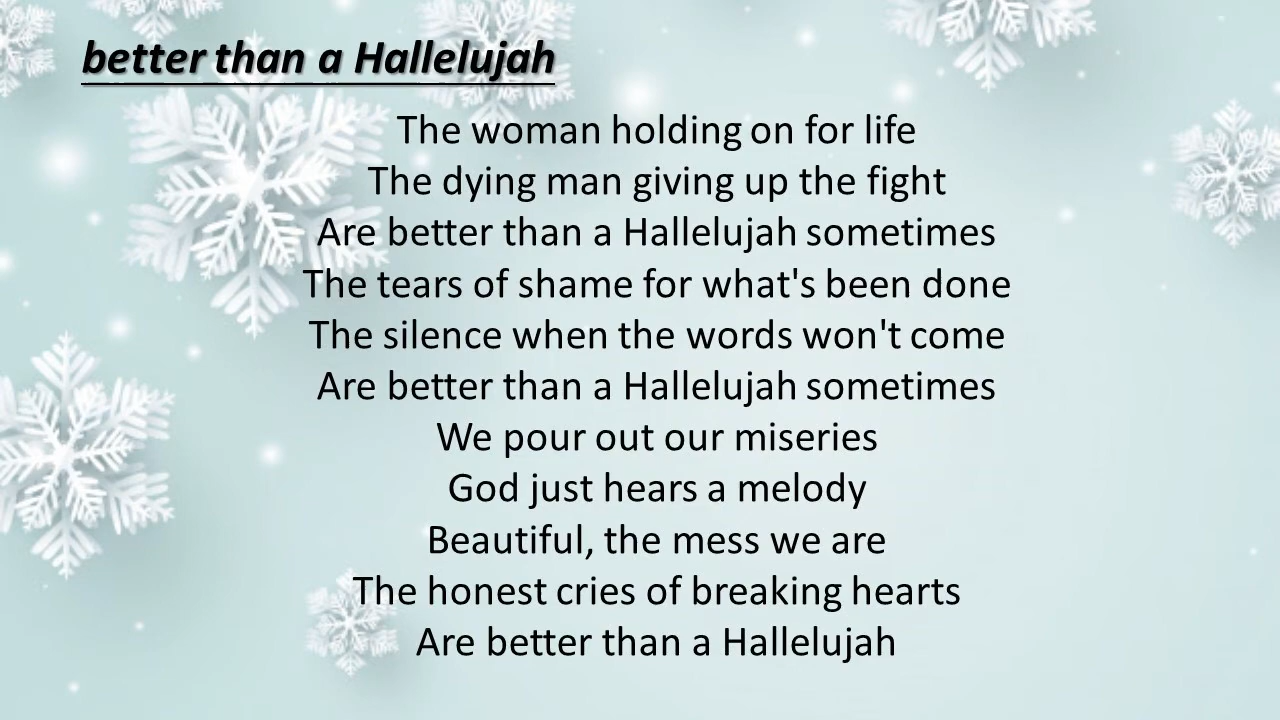 better than a Hallelujah
The woman holding on for life
The dying man giving up the fight
Are better than a Hallelujah sometimes
The tears of shame for what's been done
The silence when the words won't come
Are better than a Hallelujah sometimes
We pour out our miseries
God just hears a melody
Beautiful, the mess we are
The honest cries of breaking hearts
Are better than a Hallelujah